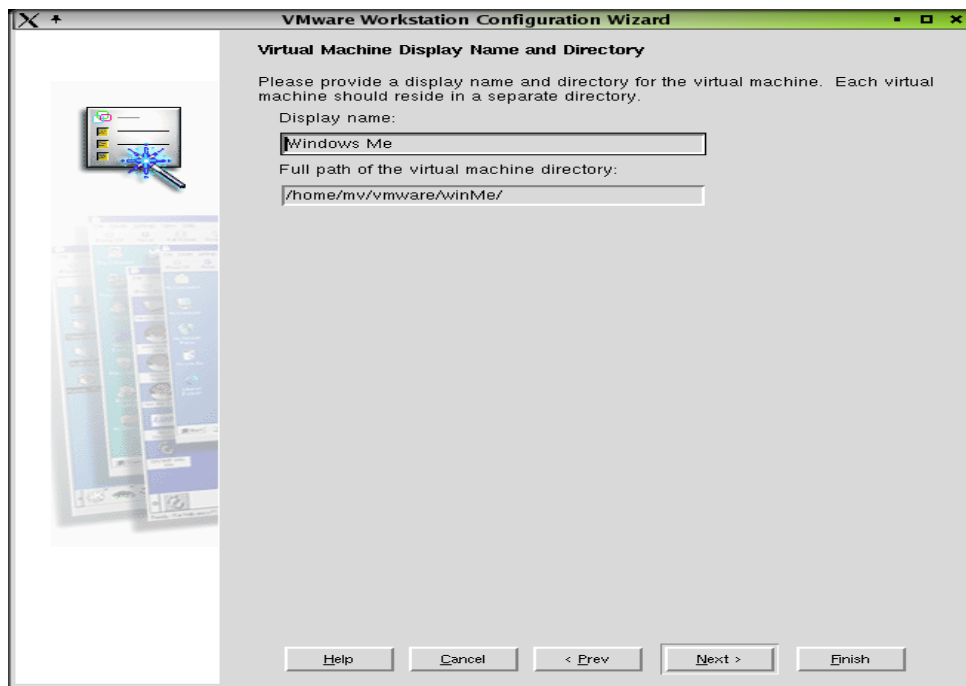 VMware Workstation Configuration Wizard
Virtual Machine Display Name and Directory
Please provide a display name and directory for the virtual machine. Each virtual
machine should reside in a separate directory.
Display name:
Windows Me
Full path of the virtual machine directory:
/home/mv/vmware/winMe/
Help
Cancel
< Prev
Next >
Finish